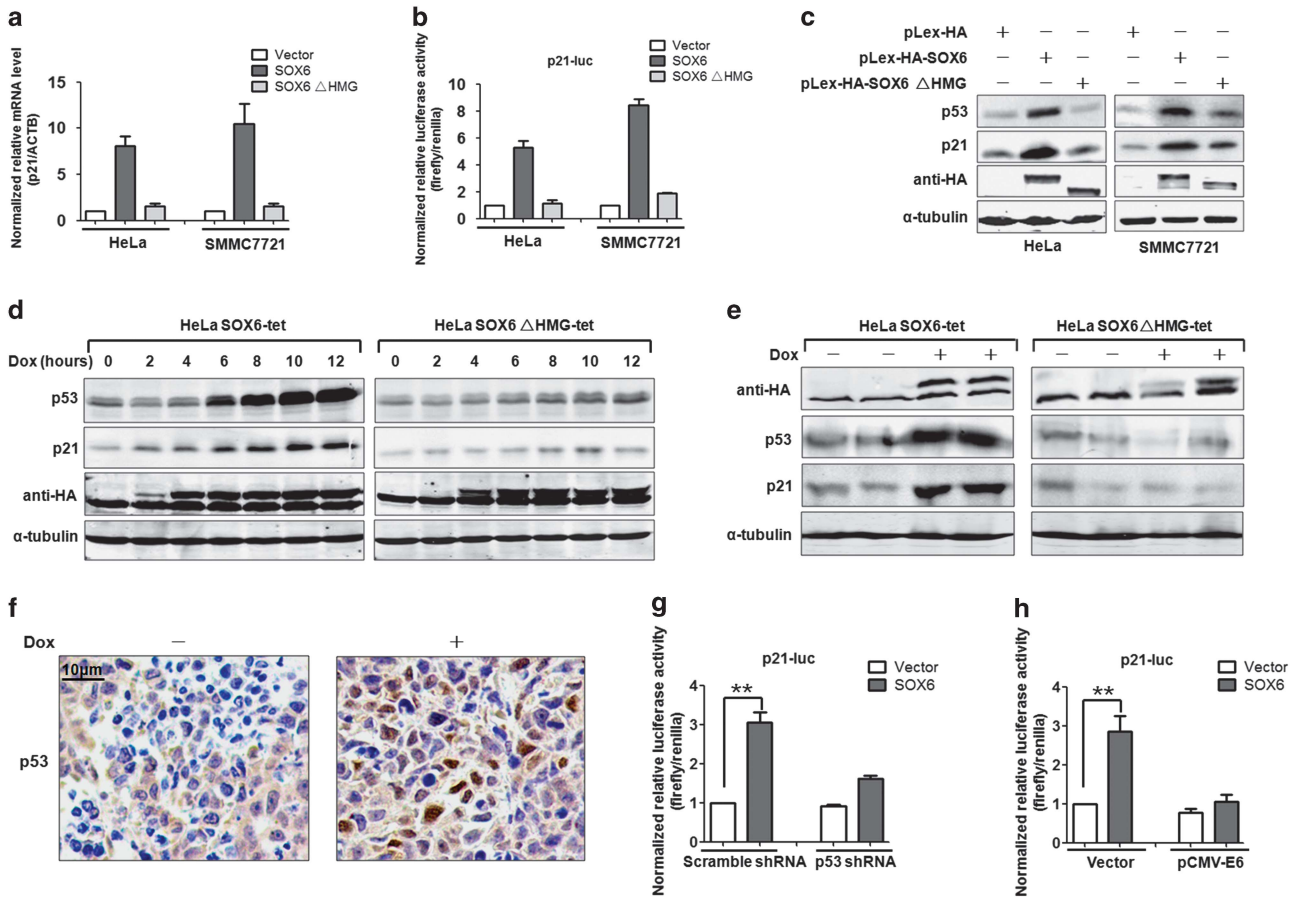 a
Normalized relative mRNA level
(p21/ACTB)
15
10
5
0
Vector
SOX6
SOX6 △HMG
HeLa
SMMC7721
b
p21-luc
Normalized relative luciferase activity
(firefly/renilla)
10
8
6
4
2
0
Vector
SOX6
SOX6 △HMG
HeLa
SMMC7721
c
pLex-HA + − − + − −
pLex-HA-SOX6 − + − − + −
pLex-HA-SOX6 △HMG − − + − − +
p53
p21
anti-HA
α-tubulin
HeLa
SMMC7721
d
HeLa SOX6-tet
HeLa SOX6 △HMG-tet
Dox (hours) 0 2 4 6 8 10 12 0 2 4 6 8 10 12
p53
p21
anti-HA
α-tubulin
e
HeLa SOX6-tet
HeLa SOX6△HMG-tet
Dox − − + + − − + +
anti-HA
p53
p21
α-tubulin
f
Dox − +
10μm
p53
g
p21-luc
Normalized relative luciferase activity
(firefly/renilla)
4
3
2
1
0
**
Vector
SOX6
Scramble shRNA
p53 shRNA
h
p21-luc
Normalized relative luciferase activity
(firefly/renilla)
4
3
2
1
0
**
Vector
SOX6
Vector
pCMV-E6